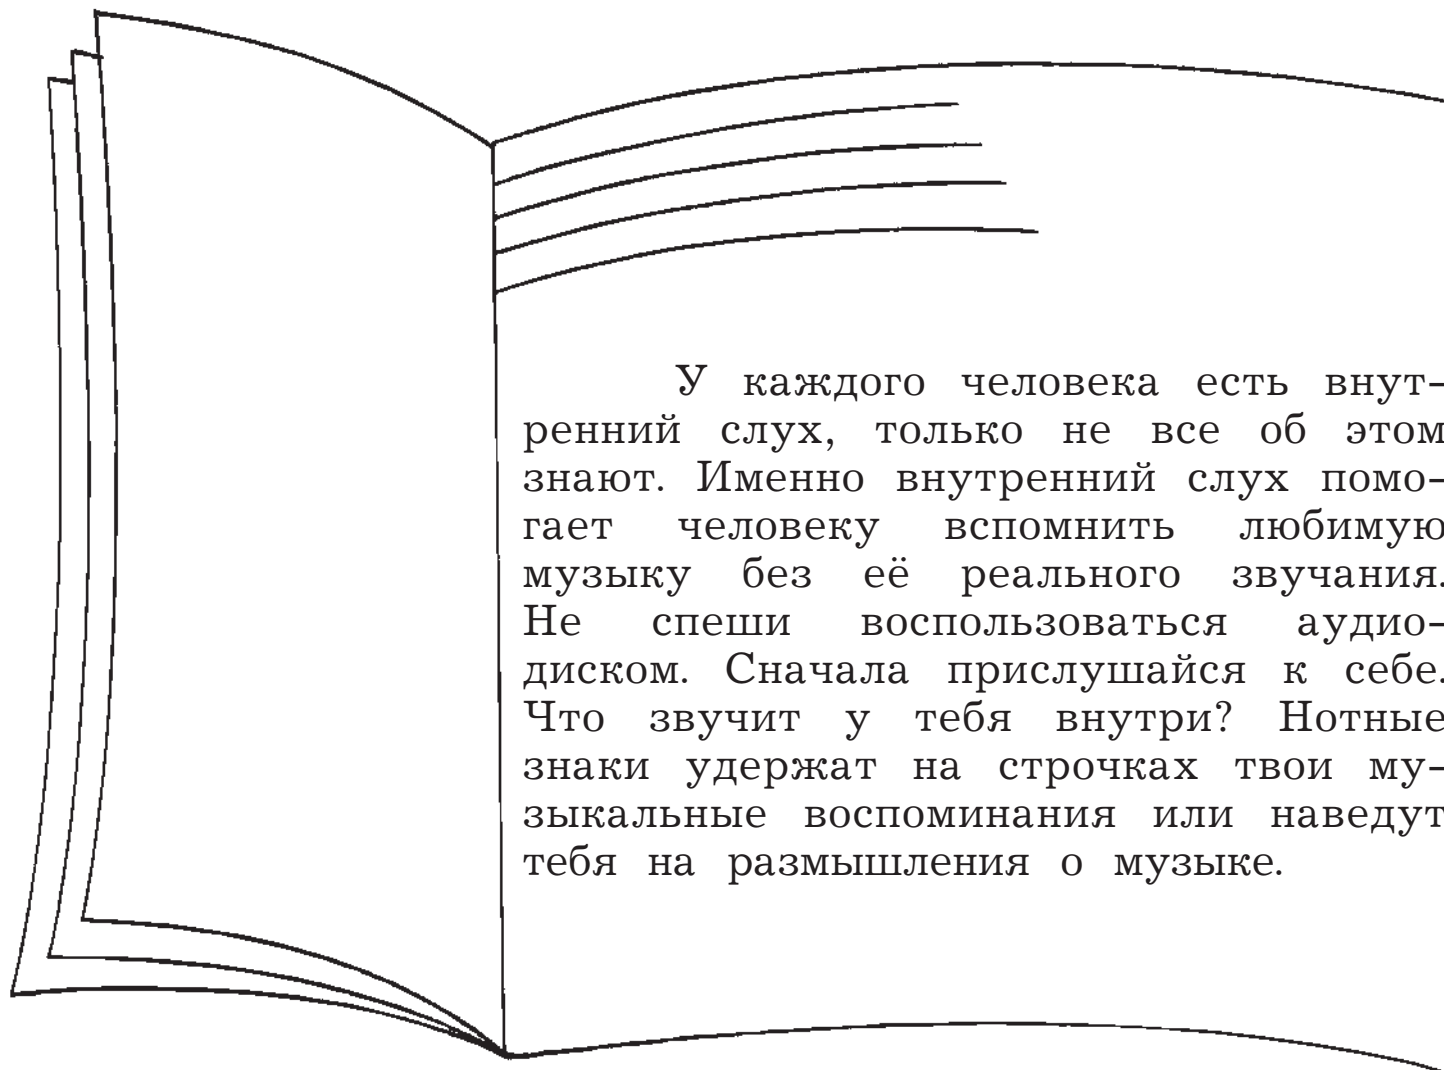 У каждого человека есть внут-
ренний слух, только не все об этом
знают. Именно внутренний слух помо-
гает человеку вспомнить любимую
музыку без её реального звучания.
Не спеши воспользоваться аудио-
диском. Сначала прислушайся к себе.
Что звучит у тебя внутри? Нотные
знаки удержат на строчках твои му-
зыкальные воспоминания или наведут
тебя на размышления о музыке.